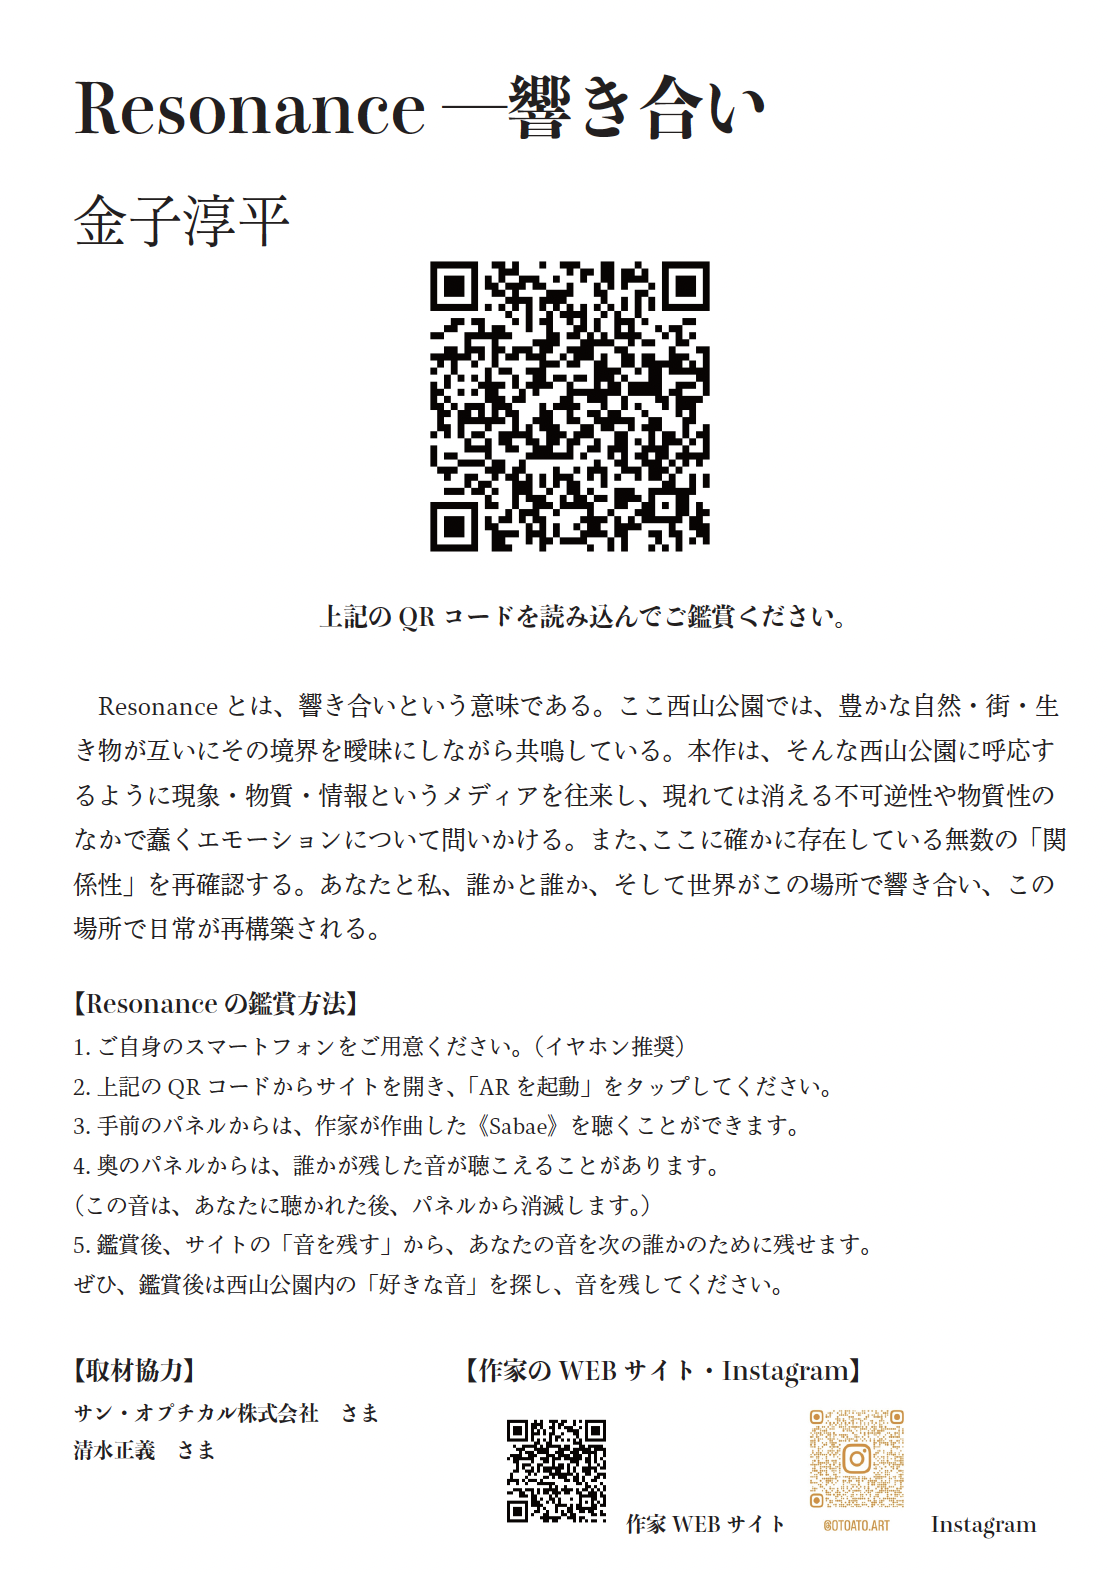 Resonance ―響き合い
金子淳平
上記の QR コードを読み込んでご鑑賞ください。
Resonance とは、響き合いという意味である。ここ西山公園では、豊かな自然・街・生
き物が互いにその境界を曖昧にしながら共鳴している。本作は、そんな西山公園に呼応す
るように現象・物質・情報というメディアを往来し、現れては消える不可逆性や物質性の
なかで蠢くエモーションについて問いかける。また、ここに確かに存在している無数の「関
係性」を再確認する。あなたと私、誰かと誰か、そして世界がこの場所で響き合い、この
場所で日常が再構築される。
【Resonance の鑑賞方法】
1. ご自身のスマートフォンをご用意ください。（イヤホン推奨）
2. 上記の QR コードからサイトを開き、「AR を起動」をタップしてください。
3. 手前のパネルからは、作家が作曲した《Sabae》を聴くことができます。
4. 奥のパネルからは、誰かが残した音が聴こえることがあります。
（この音は、あなたに聴かれた後、パネルから消滅します。）
5. 鑑賞後、サイトの「音を残す」から、あなたの音を次の誰かのために残せます。
ぜひ、鑑賞後は西山公園内の「好きな音」を探し、音を残してください。
【取材協力】
サン・オプチカル株式会社　さま
清水正義　さま
【作家の WEB サイト・Instagram】
作家 WEB サイト
@OTOATO.ART
Instagram